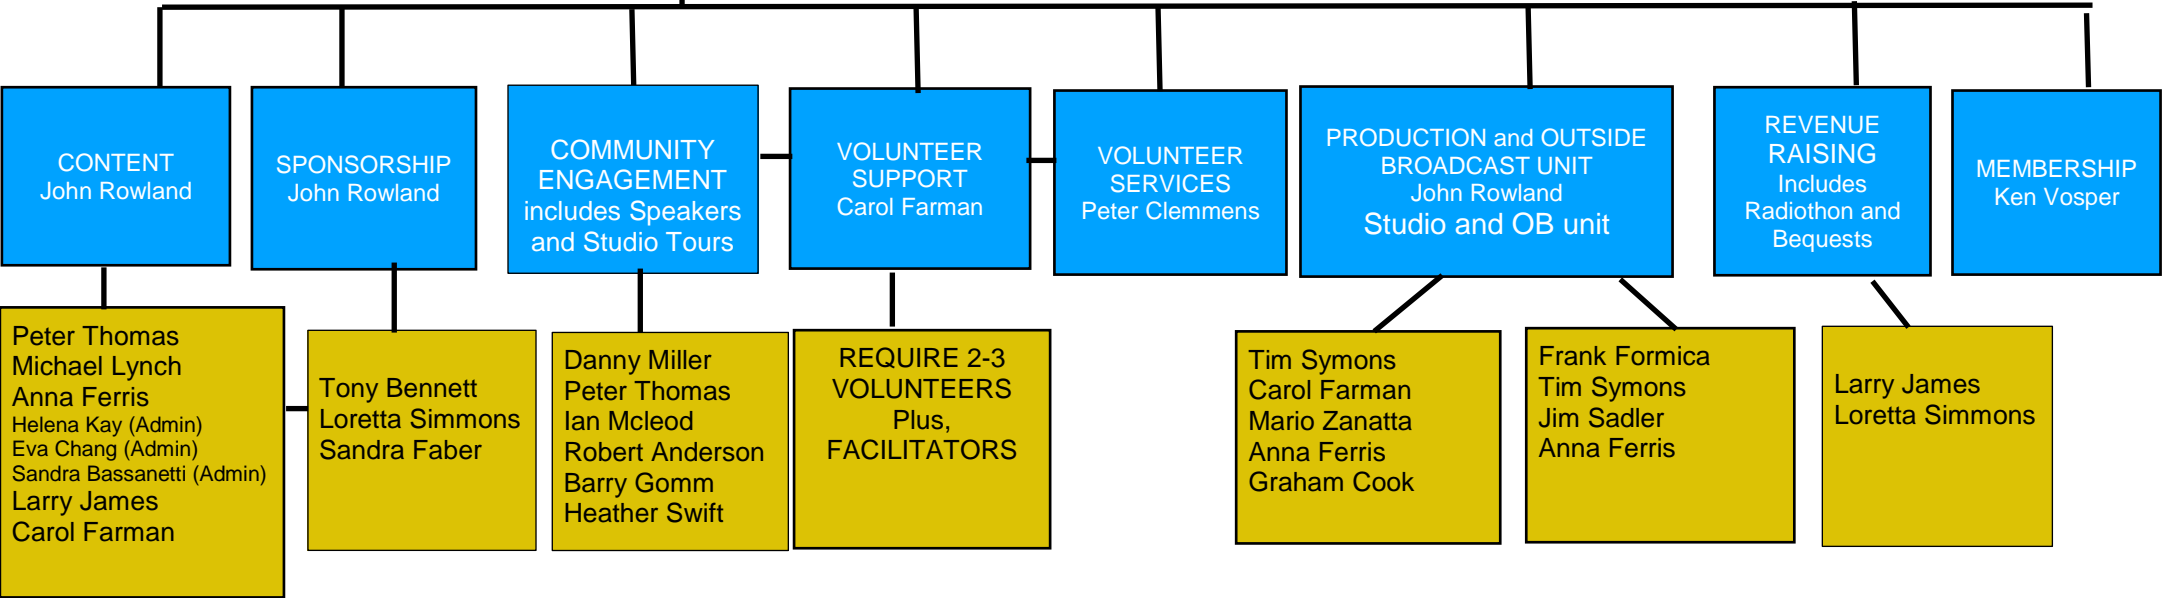 CONTENT
John Rowland
SPONSORSHIP
John Rowland
COMMUNITY
ENGAGEMENT
includes Speakers
and Studio Tours
VOLUNTEER
SUPPORT
Carol Farman
VOLUNTEER
SERVICES
Peter Clemmens
PRODUCTION and OUTSIDE
BROADCAST UNIT
John Rowland
Studio and OB unit
REVENUE
RAISING
Includes
Radiothon and
Bequests
MEMBERSHIP
Ken Vosper
Peter Thomas
Michael Lynch
Anna Ferris
Helena Kay (Admin)
Eva Chang (Admin)
Sandra Bassanetti (Admin)
Larry James
Carol Farman
Tony Bennett
Loretta Simmons
Sandra Faber
Danny Miller
Peter Thomas
Ian Mcleod
Robert Anderson
Barry Gomm
Heather Swift
REQUIRE 2-3
VOLUNTEERS
Plus,
FACILITATORS
Tim Symons
Carol Farman
Mario Zanatta
Anna Ferris
Graham Cook
Frank Formica
Tim Symons
Jim Sadler
Anna Ferris
Larry James
Loretta Simmons